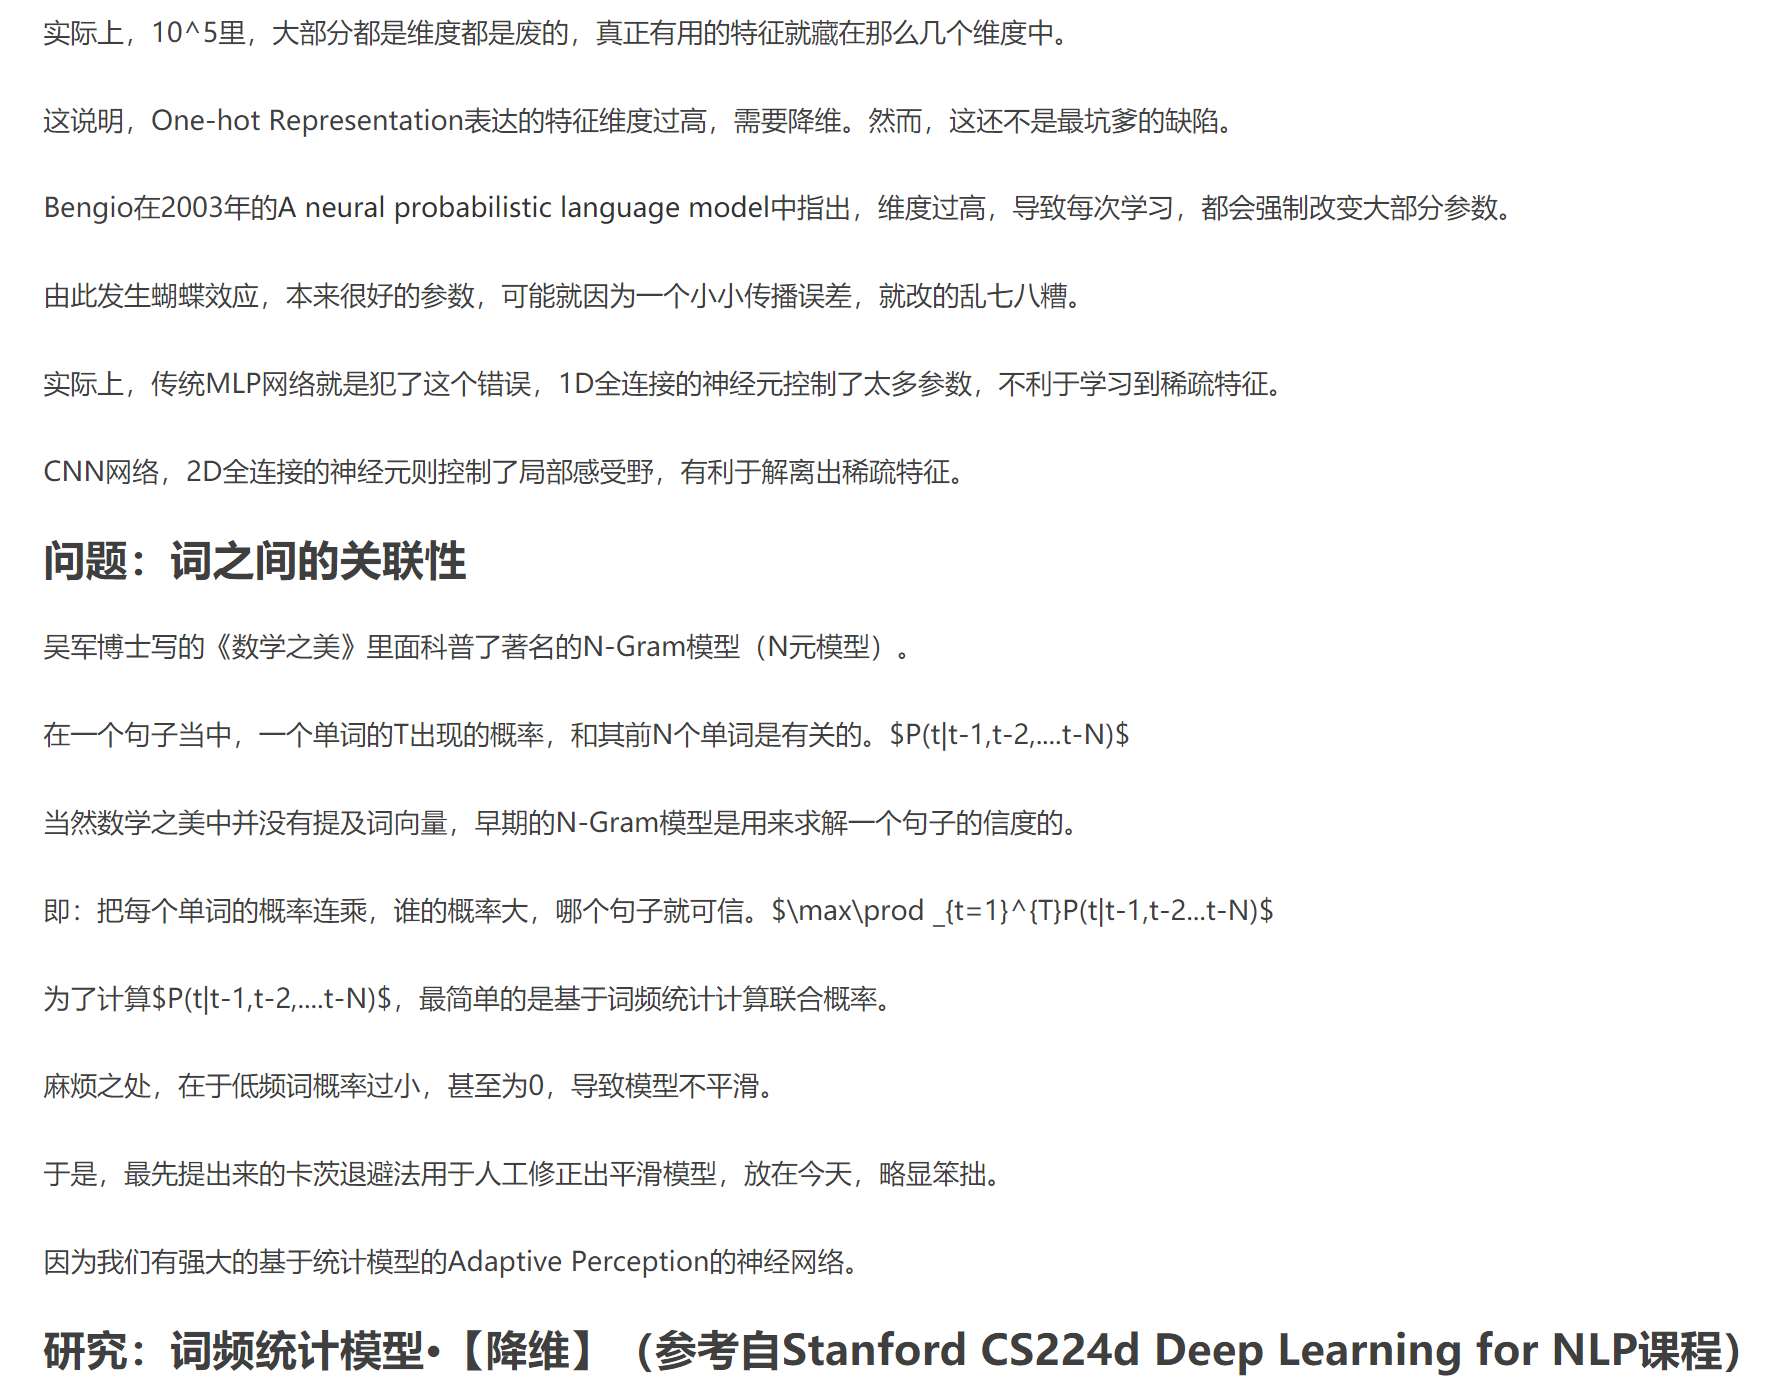 实际上，10^5里，大部分都是维度都是废的，真正有用的特征就藏在那么几个维度中。
这说明，One-hot Representation表达的特征维度过高，需要降维。然而，这还不是最坑爹的缺陷。
Bengio在2003年的A neural probabilistic language model中指出，维度过高，导致每次学习，都会强制改变大部分参数。
由此发生蝴蝶效应，本来很好的参数，可能就因为一个小小传播误差，就改的乱七八糟。
实际上，传统MLP网络就是犯了这个错误，1D全连接的神经元控制了太多参数，不利于学习到稀疏特征。
CNN网络，2D全连接的神经元则控制了局部感受野，有利于解离出稀疏特征。
问题：词之间的关联性
吴军博士写的《数学之美》里面科普了著名的N-Gram模型（N元模型）。
在一个句子当中，一个单词的T出现的概率，和其前N个单词是有关的。$P(t|t-1,t-2,....t-N)$
当然数学之美中并没有提及词向量，早期的N-Gram模型是用来求解一个句子的信度的。
即：把每个单词的概率连乘，谁的概率大，哪个句子就可信。$\max\prod _{t=1}^{T}P(t|t-1,t-2...t-N)$
为了计算$P(t|t-1,t-2,....t-N)$，最简单的是基于词频统计计算联合概率。
麻烦之处，在于低频词概率过小，甚至为0，导致模型不平滑。
于是，最先提出来的卡茨退避法用于人工修正出平滑模型，放在今天，略显笨拙。
因为我们有强大的基于统计模型的Adaptive Perception的神经网络。
研究：词频统计模型•【降维】（参考自Stanford CS224d Deep Learning for NLP课程）